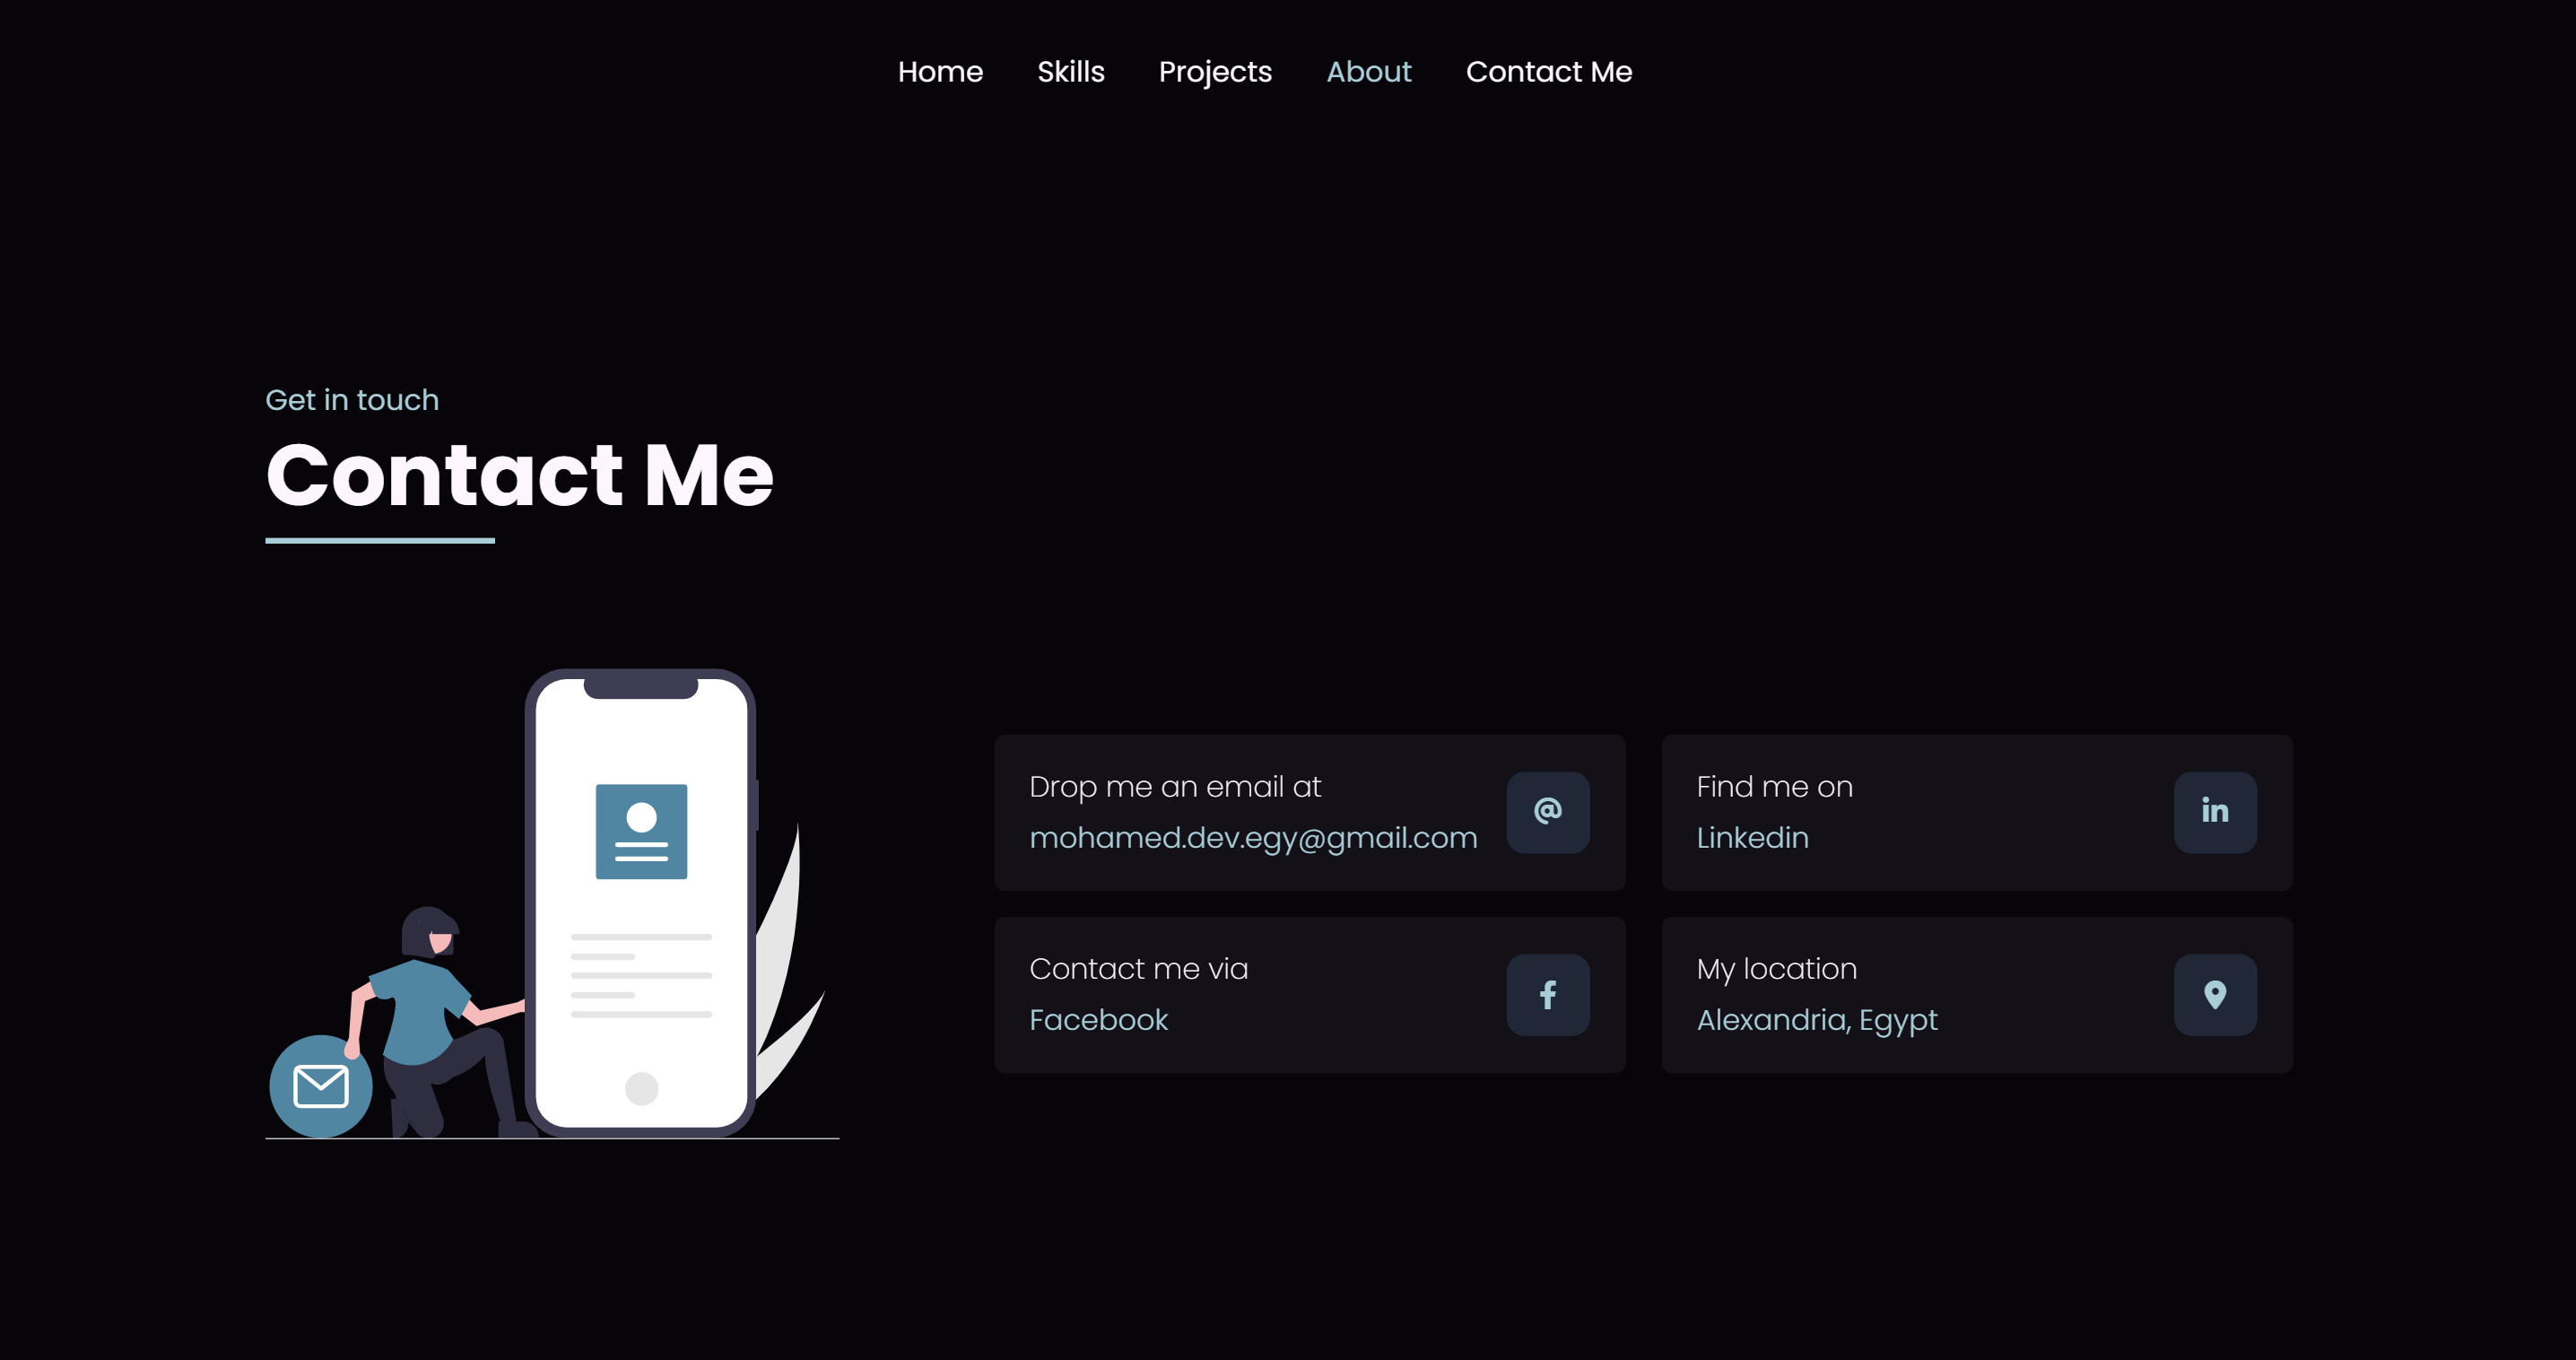 Home Skills Projects About Contact Me
Get in touch
Contact Me
Drop me an email at
mohamed.dev.egy@gmail.com
@
Find me on
Linkedin
in
Contact me via
Facebook
f
My location
Alexandria, Egypt